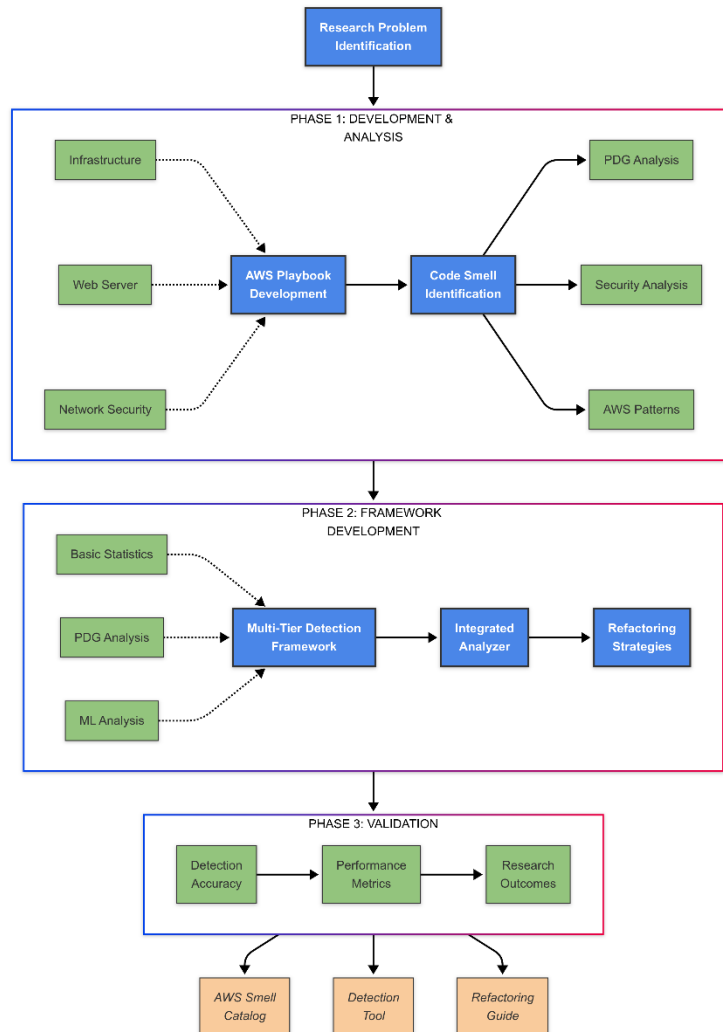 Research Problem
Identification
PHASE 1: DEVELOPMENT &
ANALYSIS
Infrastructure
PDG Analysis
Web Server
AWS Playbook
Development
Code Smell
Identification
Security Analysis
Network Security
AWS Patterns
PHASE 2: FRAMEWORK
DEVELOPMENT
Basic Statistics
PDG Analysis
Multi-Tier Detection
Framework
Integrated
Analyzer
Refactoring
Strategies
ML Analysis
PHASE 3: VALIDATION
Detection
Accuracy
Performance
Metrics
Research
Outcomes
AWS Smell
Catalog
Detection
Tool
Refactoring
Guide